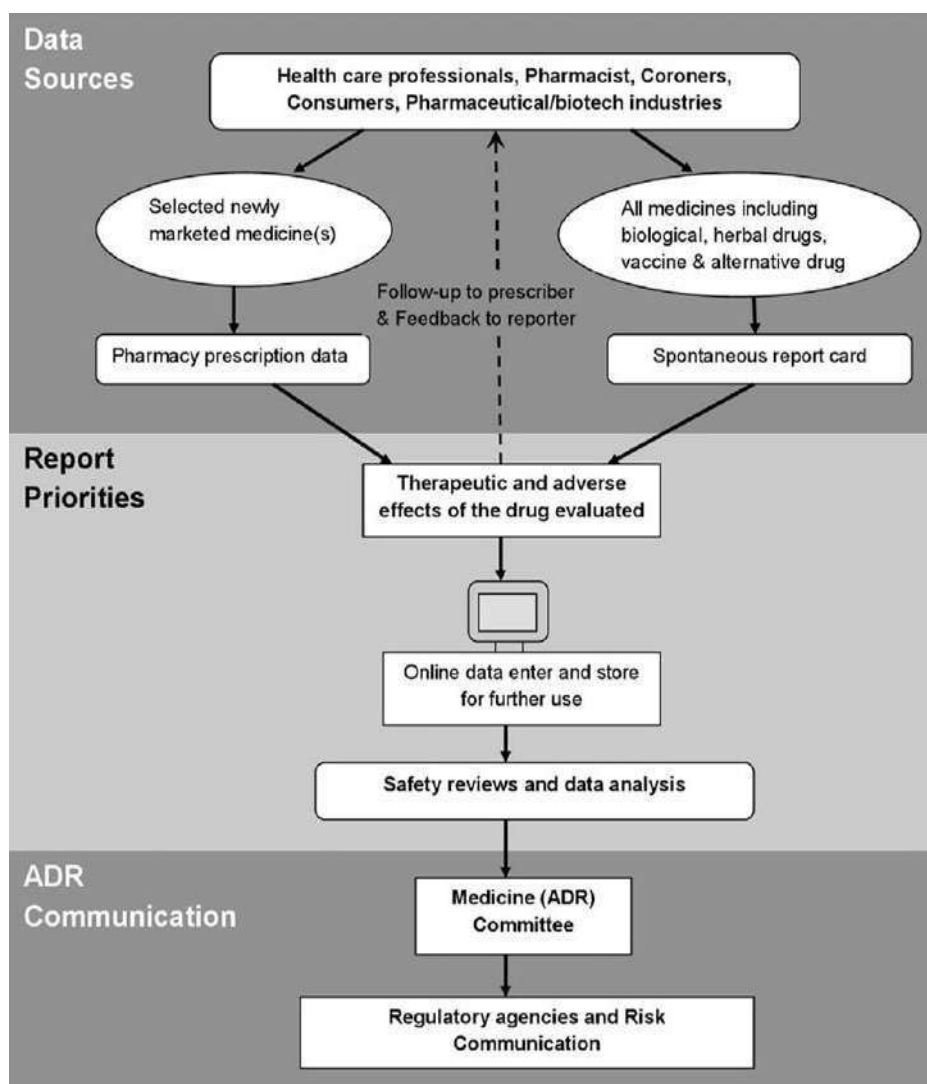 Data
Sources
Health care professionals, Pharmacist, Coroners,
Consumers, Pharmaceutical/biotech industries
Selected newly
marketed medicine(s)
All medicines including
biological, herbal drugs,
vaccine & alternative drug
Follow-up to prescriber
& Feedback to reporter
Pharmacy prescription data
Spontaneous report card
Report
Priorities
Therapeutic and adverse
effects of the drug evaluated
Online data enter and store
for further use
Safety reviews and data analysis
ADR
Communication
Medicine (ADR)
Committee
Regulatory agencies and Risk
Communication